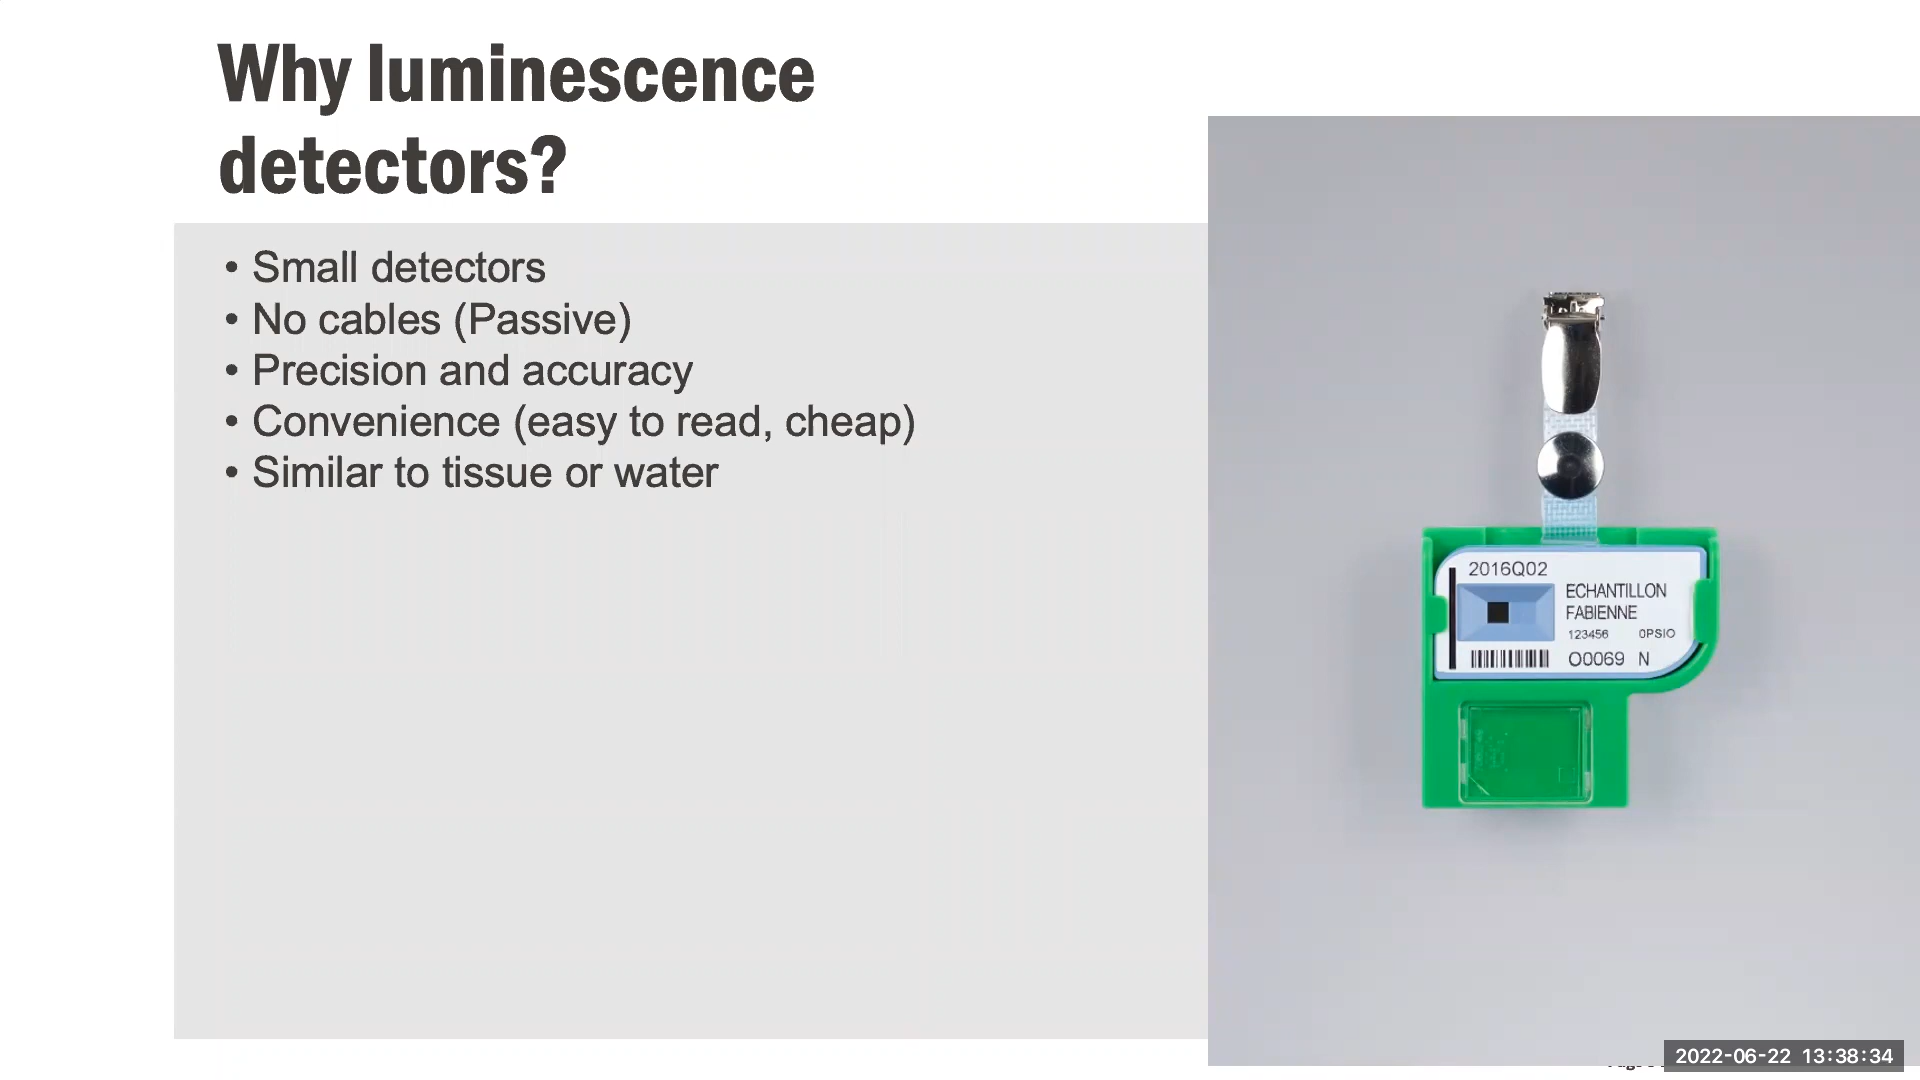 Why luminescence
detectors?
• Small detectors
• No cables (Passive)
• Precision and accuracy
• Convenience (easy to read, cheap)
• Similar to tissue or water
2016Q02
ECHANTILLON
FABIENNE
123456 0PSIO
O0069 N
2022-06-22 13:38:34